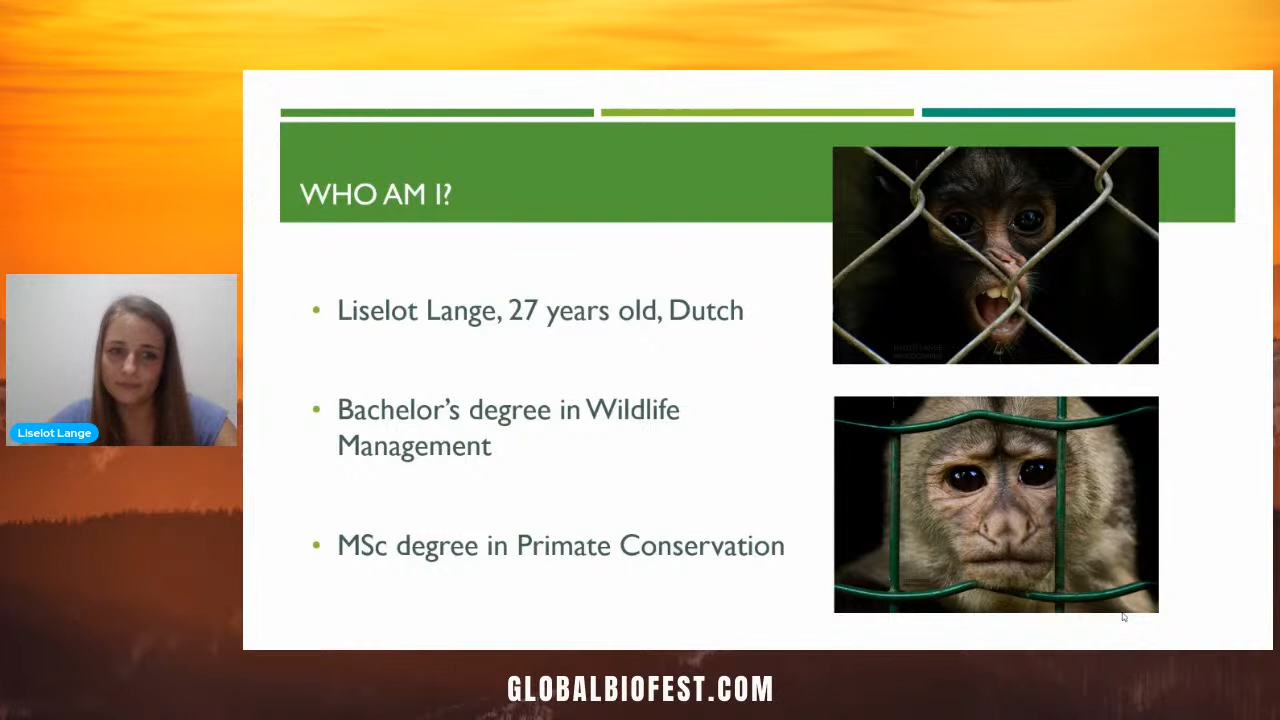 WHO AM I?
Liselot Lange, 27 years old, Dutch
Bachelor's degree in Wildlife
Management
MSc degree in Primate Conservation
Liselot Lange
GLOBALBIOFEST.COM